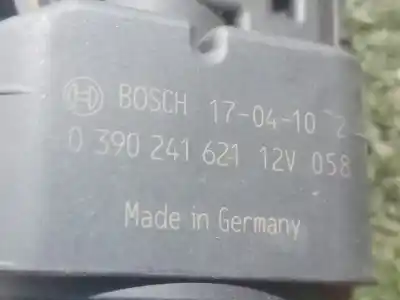 BOSCH 17-04-10 2
0 390 241 621 12V 058
Made in Germany